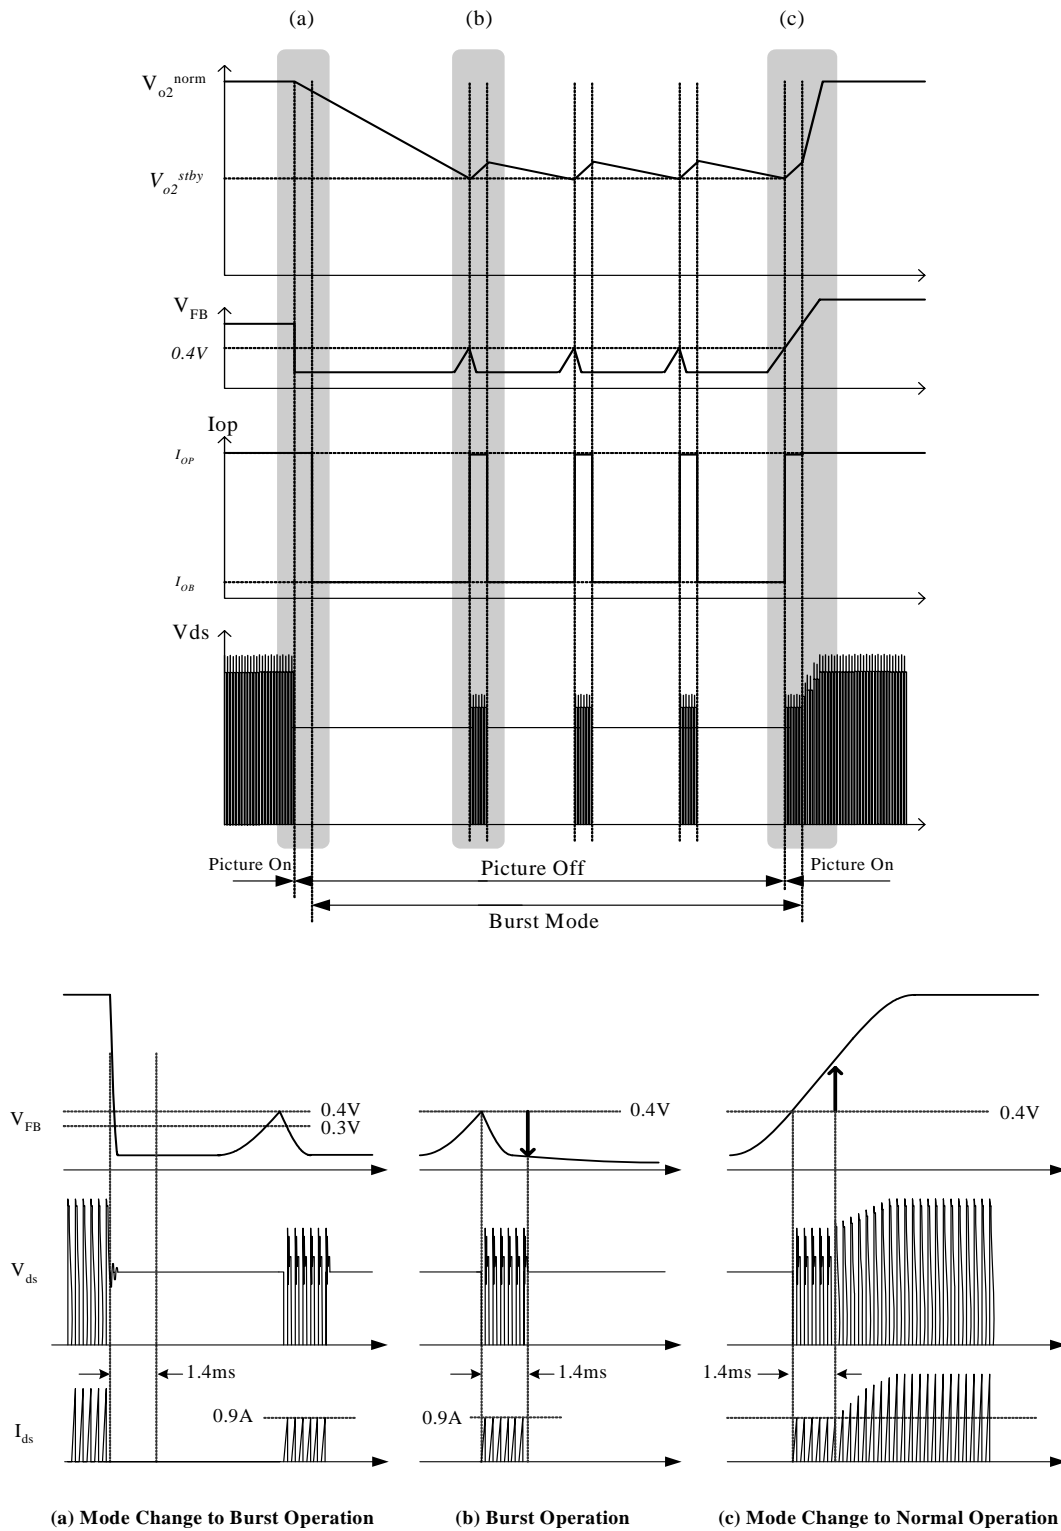 (a) (b) (c)
Vo2norm
Vo2stby
VFB
0.4V
Iop
IOP
IOB
Vds
Picture On Picture Off Picture On
Burst Mode
VFB 0.4V 0.4V 0.4V
0.3V
Vds
1.4ms 1.4ms 1.4ms
0.9A 0.9A
Ids
(a) Mode Change to Burst Operation (b) Burst Operation (c) Mode Change to Normal Operation